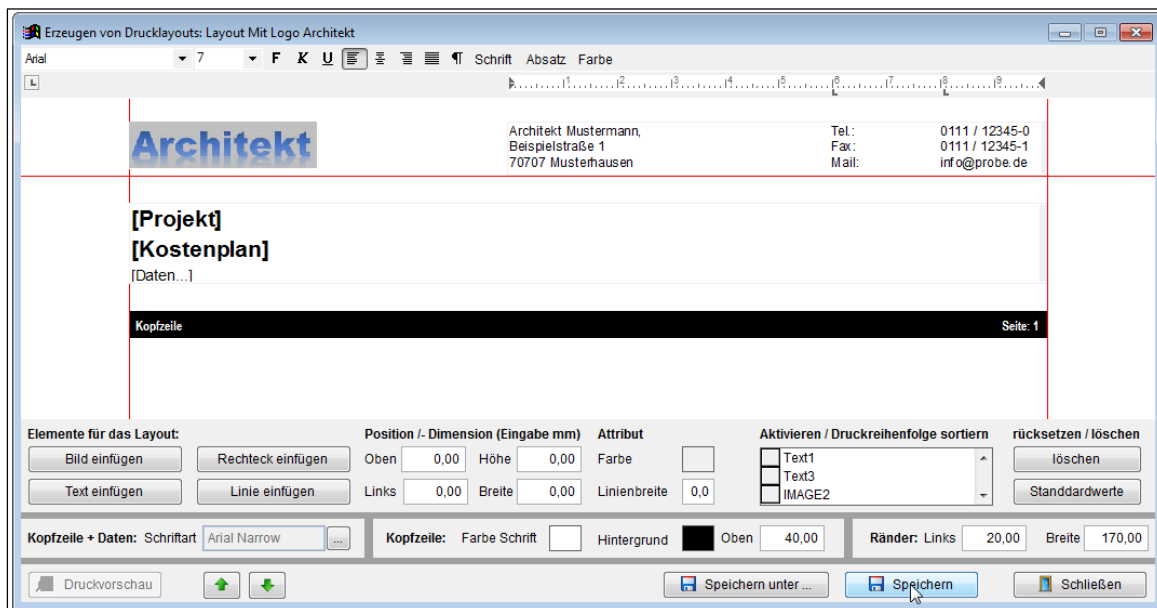 Erzeugen von Drucklayouts: Layout Mit Logo Architekt
Arial 7 F K U Schrift Absatz Farbe
L 1 2 3 4 5 6 7 8 9
Architekt
Architekt Mustermann, Tel.: 0111 / 12345-0
Beispielstraße 1 Fax: 0111 / 12345-1
70707 Musterhausen Mail: info@probe.de
[Projekt]
[Kostenplan]
[Daten...]
Kopfzeile Seite: 1
Elemente für das Layout: Position /- Dimension (Eingabe mm) Attribut Aktivieren / Druckreihenfolge sortiern rücksetzen / löschen
Bild einfügen Rechteck einfügen Oben 0,00 Höhe 0,00 Farbe Text1 löschen
Text3
Text einfügen Linie einfügen Links 0,00 Breite 0,00 Linienbreite 0,0 IMAGE2 Standdardwerte
Kopfzeile + Daten: Schriftart Arial Narrow ... Kopfzeile: Farbe Schrift Hintergrund Oben 40,00 Ränder: Links 20,00 Breite 170,00
Druckvorschau Speichern unter ... Speichern Schließen